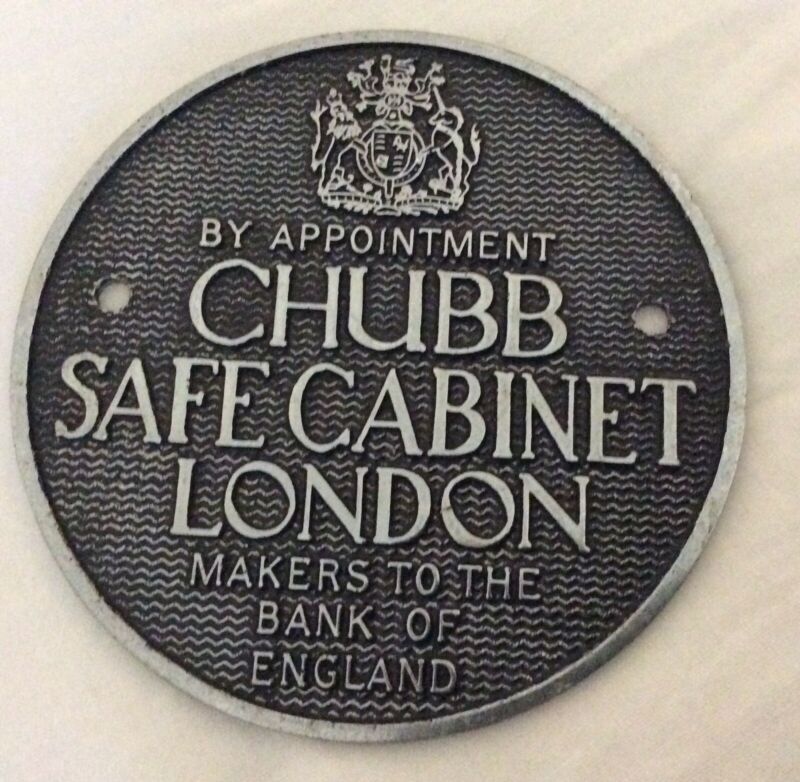 BY APPOINTMENT
CHUBB
SAFE CABINET
LONDON
MAKERS TO THE
BANK OF
ENGLAND